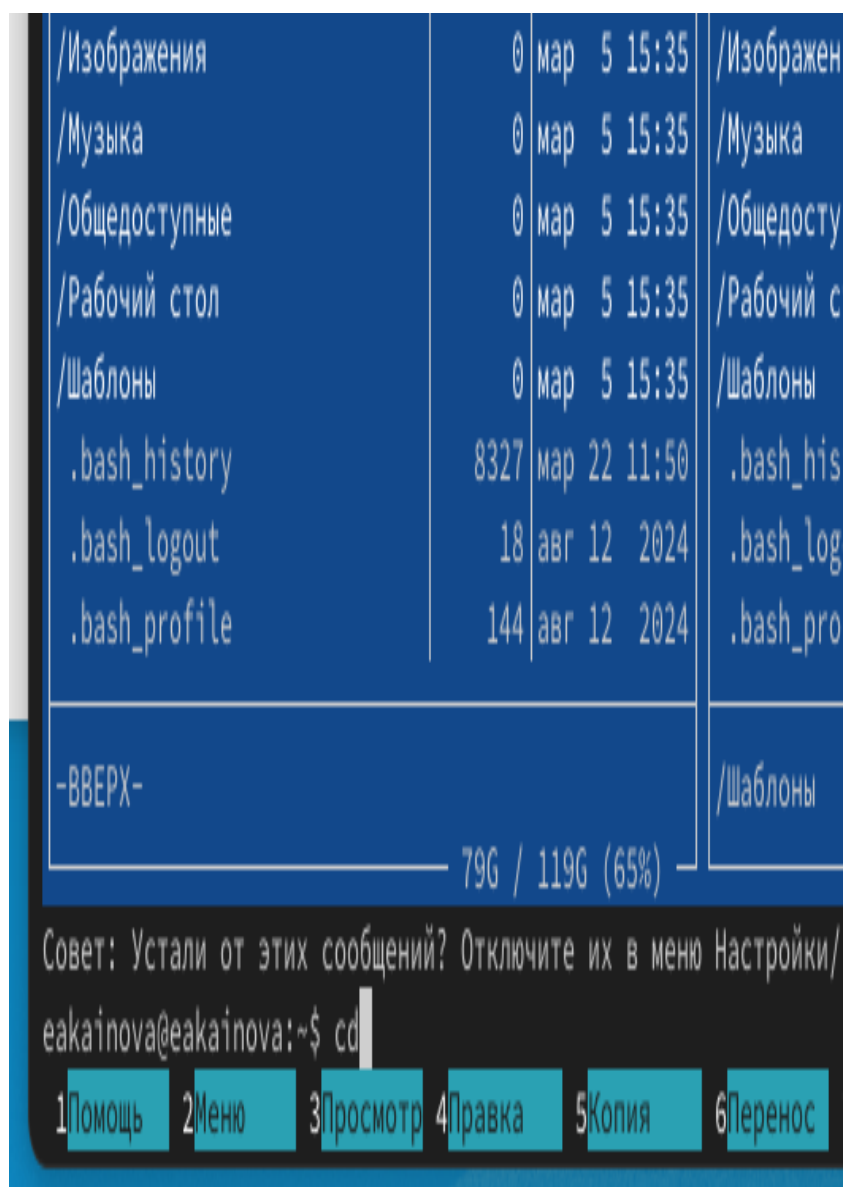 /Изображения 0 мар 5 15:35 /Изображен
/Музыка 0 мар 5 15:35 /Музыка
/Общедоступные 0 мар 5 15:35 /Общедосту
/Рабочий стол 0 мар 5 15:35 /Рабочий с
/Шаблоны 0 мар 5 15:35 /Шаблоны
.bash_history 8327 мар 22 11:50 .bash_his
.bash_logout 18 авг 12 2024 .bash_log
.bash_profile 144 авг 12 2024 .bash_pro
-ВВЕРХ- /Шаблоны
79G / 119G (65%)
Совет: Устали от этих сообщений? Отключите их в меню Настройки/
eakainova@eakainova:~$ cd
1Помощь 2Меню 3Просмотр 4Правка 5Копия 6Перенос